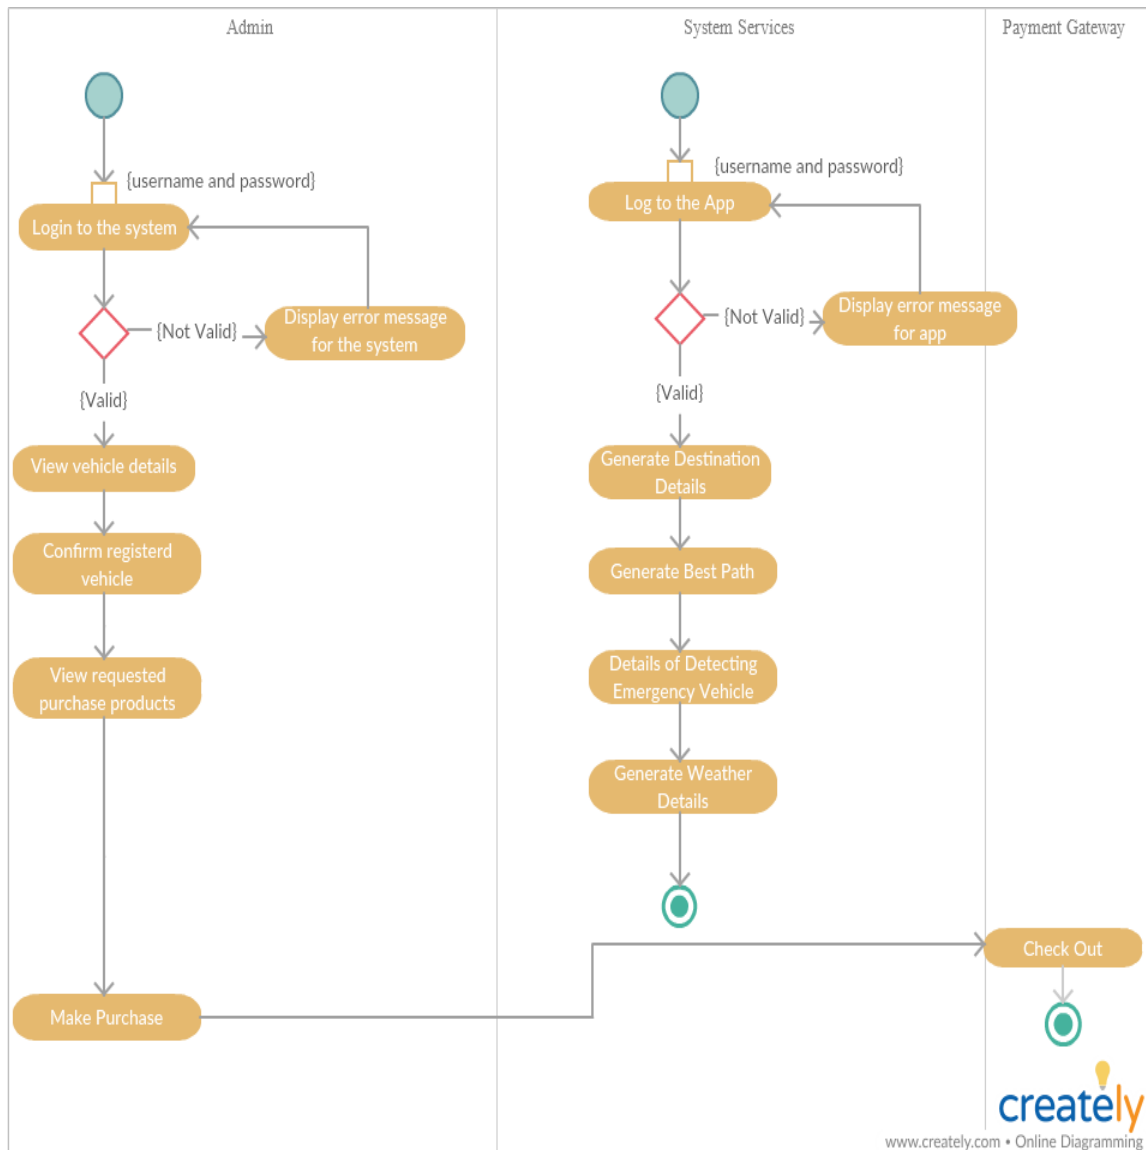 Admin
System Services
Payment Gateway
{username and password}
Login to the system
{Not Valid}
Display error message
for the system
{Valid}
View vehicle details
Confirm registerd
vehicle
View requested
purchase products
Make Purchase
{username and password}
Log to the App
{Not Valid}
Display error message
for app
{Valid}
Generate Destination
Details
Generate Best Path
Details of Detecting
Emergency Vehicle
Generate Weather
Details
Check Out
creately
www.creately.com • Online Diagramming